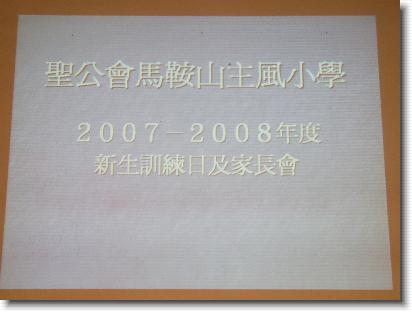 聖公會馬鞍山主風小學
２００７－２００８年度
新生訓練日及家長會